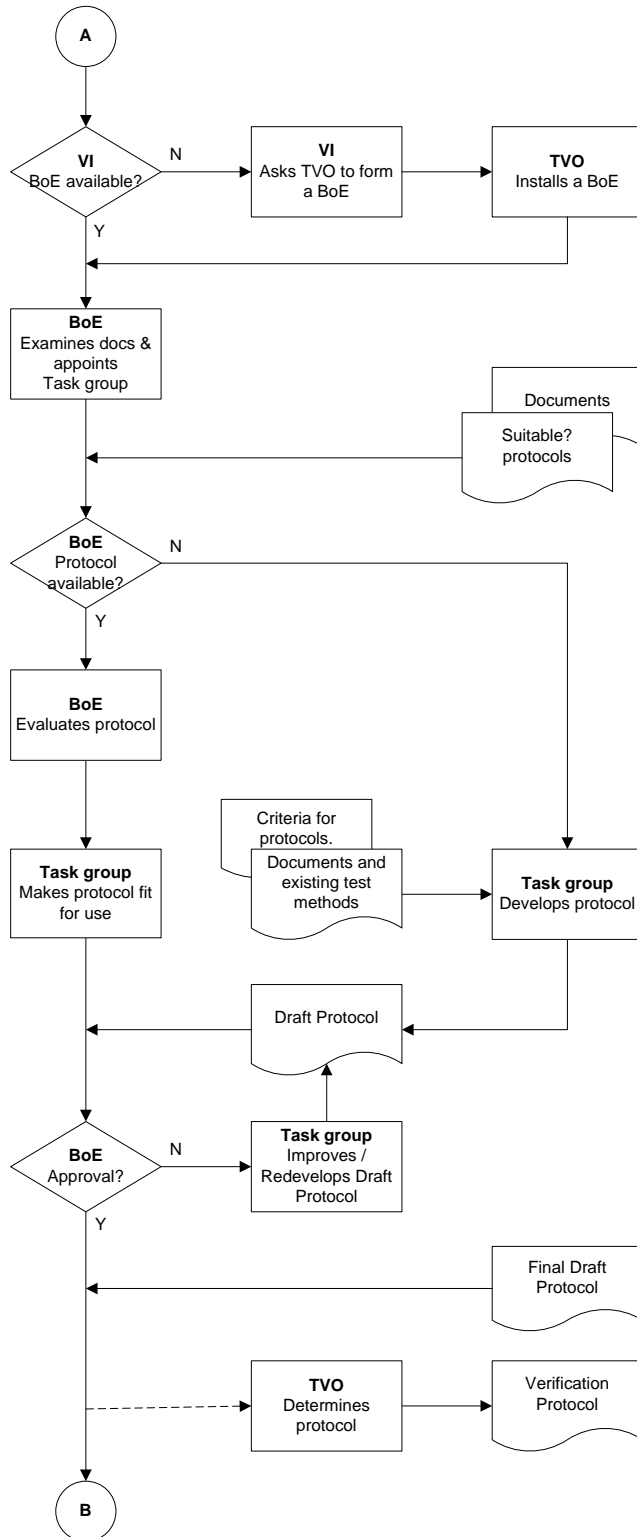 A
VI
BoE available?
N
Y
VI
Asks TVO to form
a BoE
TVO
Installs a BoE
BoE
Examines docs &
appoints
Task group
Documents
Suitable?
protocols
BoE
Protocol
available?
N
Y
BoE
Evaluates protocol
Criteria for
protocols.
Documents and
existing test
methods
Task group
Makes protocol fit
for use
Task group
Develops protocol
Draft Protocol
BoE
Approval?
N
Y
Task group
Improves /
Redevelops Draft
Protocol
Final Draft
Protocol
TVO
Determines
protocol
Verification
Protocol
B